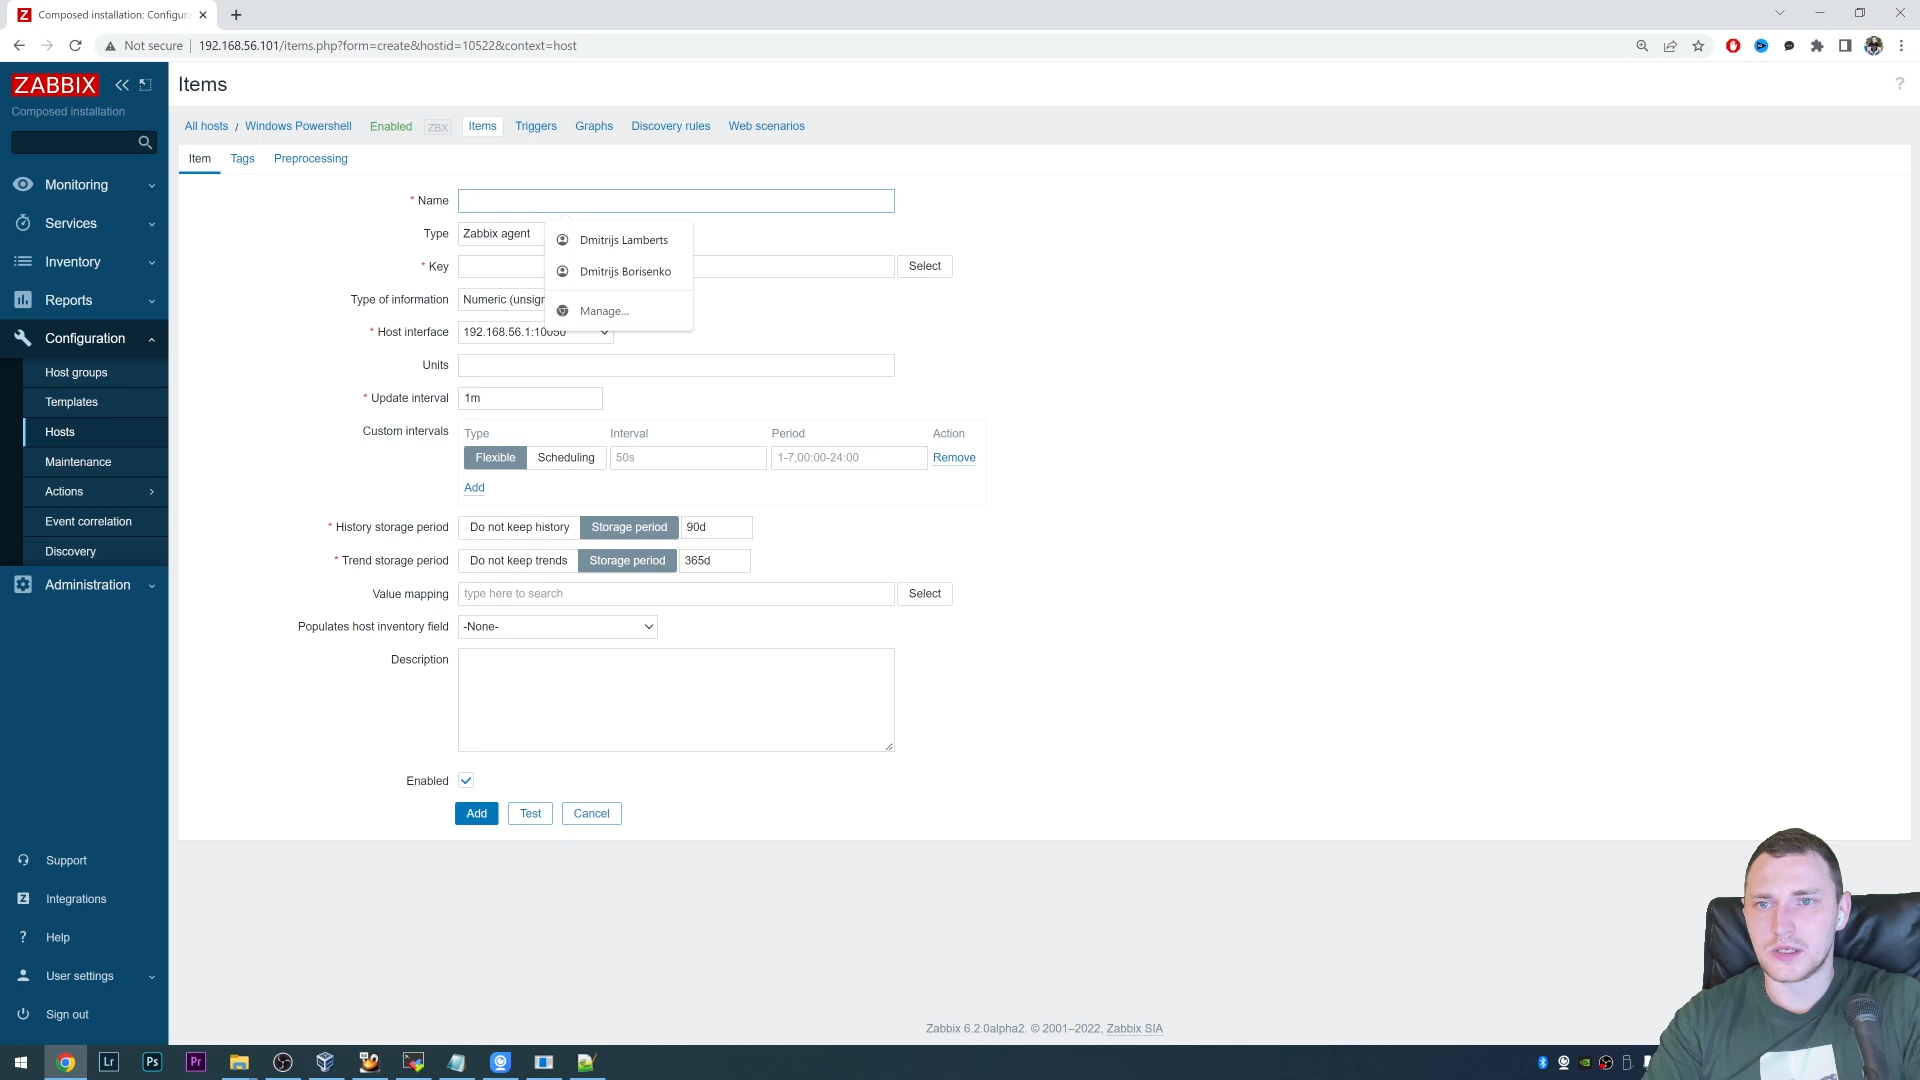 Composed installation: Configura
Not secure
192.168.56.101/items.php?form=create&hostid=10522&context=host
ZABBIX
Composed installation
Items
?
All hosts / Windows Powershell Enabled ZBX Items Triggers Graphs Discovery rules Web scenarios
Item Tags Preprocessing
Monitoring
Services
Inventory
Reports
Configuration
Host groups
Templates
Hosts
Maintenance
Actions
Event correlation
Discovery
Administration
Support
Integrations
Help
User settings
Sign out
* Name
Type Zabbix agent
* Key Select
Type of information Numeric (unsign
* Host interface 192.168.56.1:10050
Dmitrijs Lamberts
Dmitrijs Borisenko
Manage...
Units
* Update interval 1m
Custom intervals Type Interval Period Action
Flexible Scheduling 50s 1-7,00:00-24:00 Remove
Add
* History storage period Do not keep history Storage period 90d
* Trend storage period Do not keep trends Storage period 365d
Value mapping type here to search Select
Populates host inventory field -None-
Description
Enabled
Add Test Cancel
Zabbix 6.2.0alpha2. © 2001–2022, Zabbix SIA
Lr Ps Pr